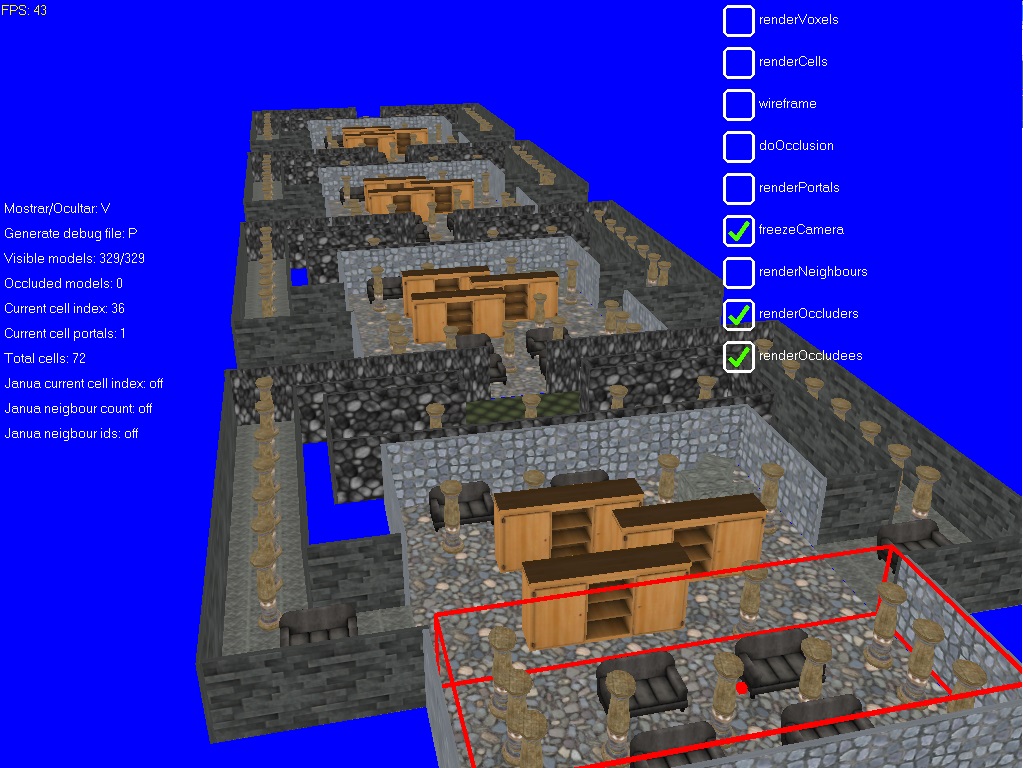 FPS: 43
renderVoxels
renderCells
wireframe
doOcclusion
renderPortals
freezeCamera
renderNeighbours
renderOccluders
renderOccludees
Mostrar/Ocultar: V
Generate debug file: P
Visible models: 329/329
Occluded models: 0
Current cell index: 36
Current cell portals: 1
Total cells: 72
Janua current cell index: off
Janua neigbour count: off
Janua neigbour ids: off